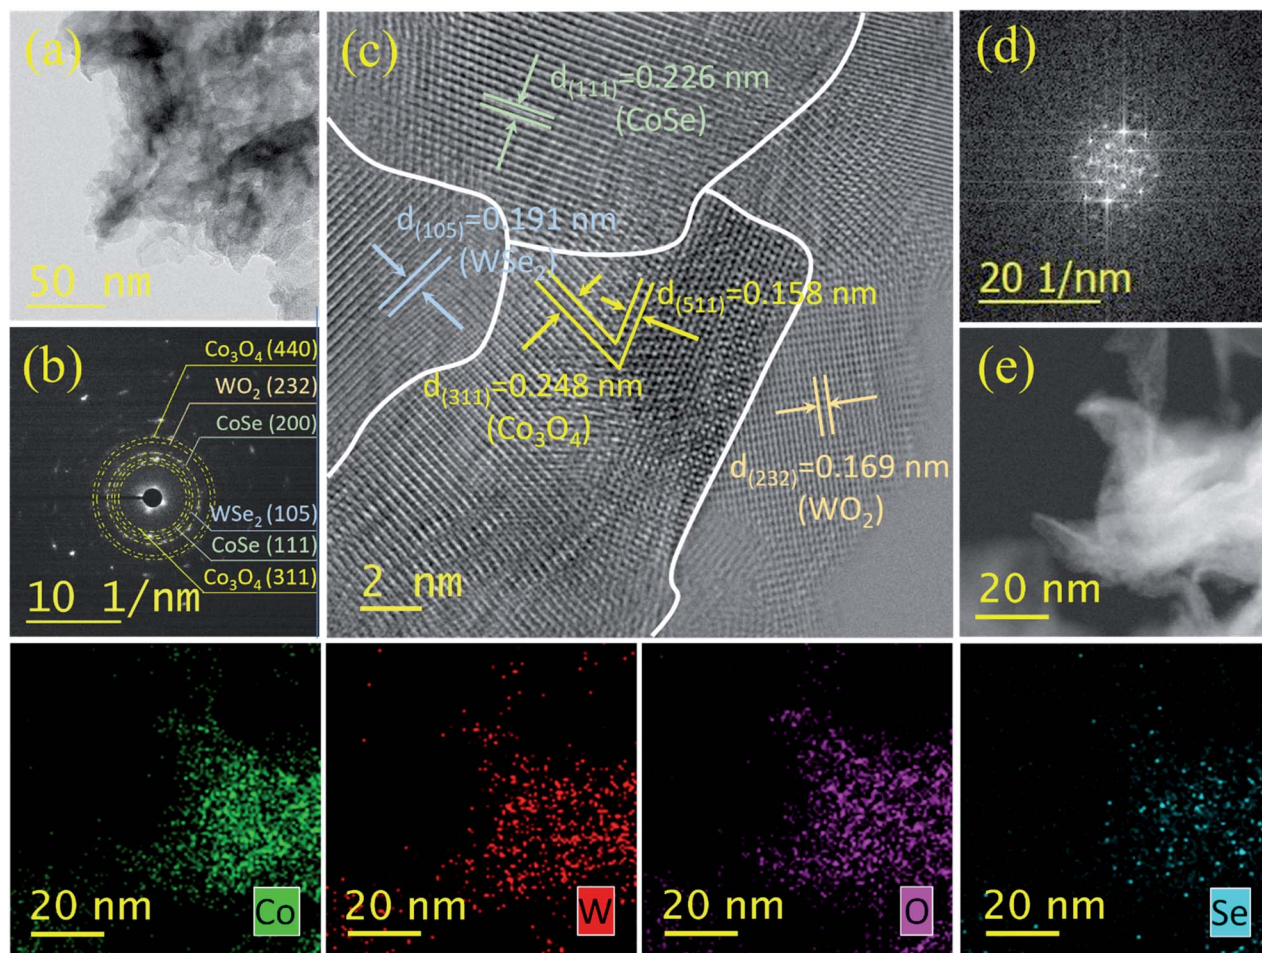 (a)
50 nm
(b)
Co₃O₄ (440)
WO₂ (232)
CoSe (200)
WSe₂ (105)
CoSe (111)
Co₃O₄ (311)
10 1/nm
(c)
d(111)=0.226 nm
(CoSe)
d(105)=0.191 nm
(WSe₂)
d(511)=0.158 nm
d(311)=0.248 nm
(Co₃O₄)
d(232)=0.169 nm
(WO₂)
2 nm
(d)
20 1/nm
(e)
20 nm
20 nm
Co
20 nm
W
20 nm
O
20 nm
Se